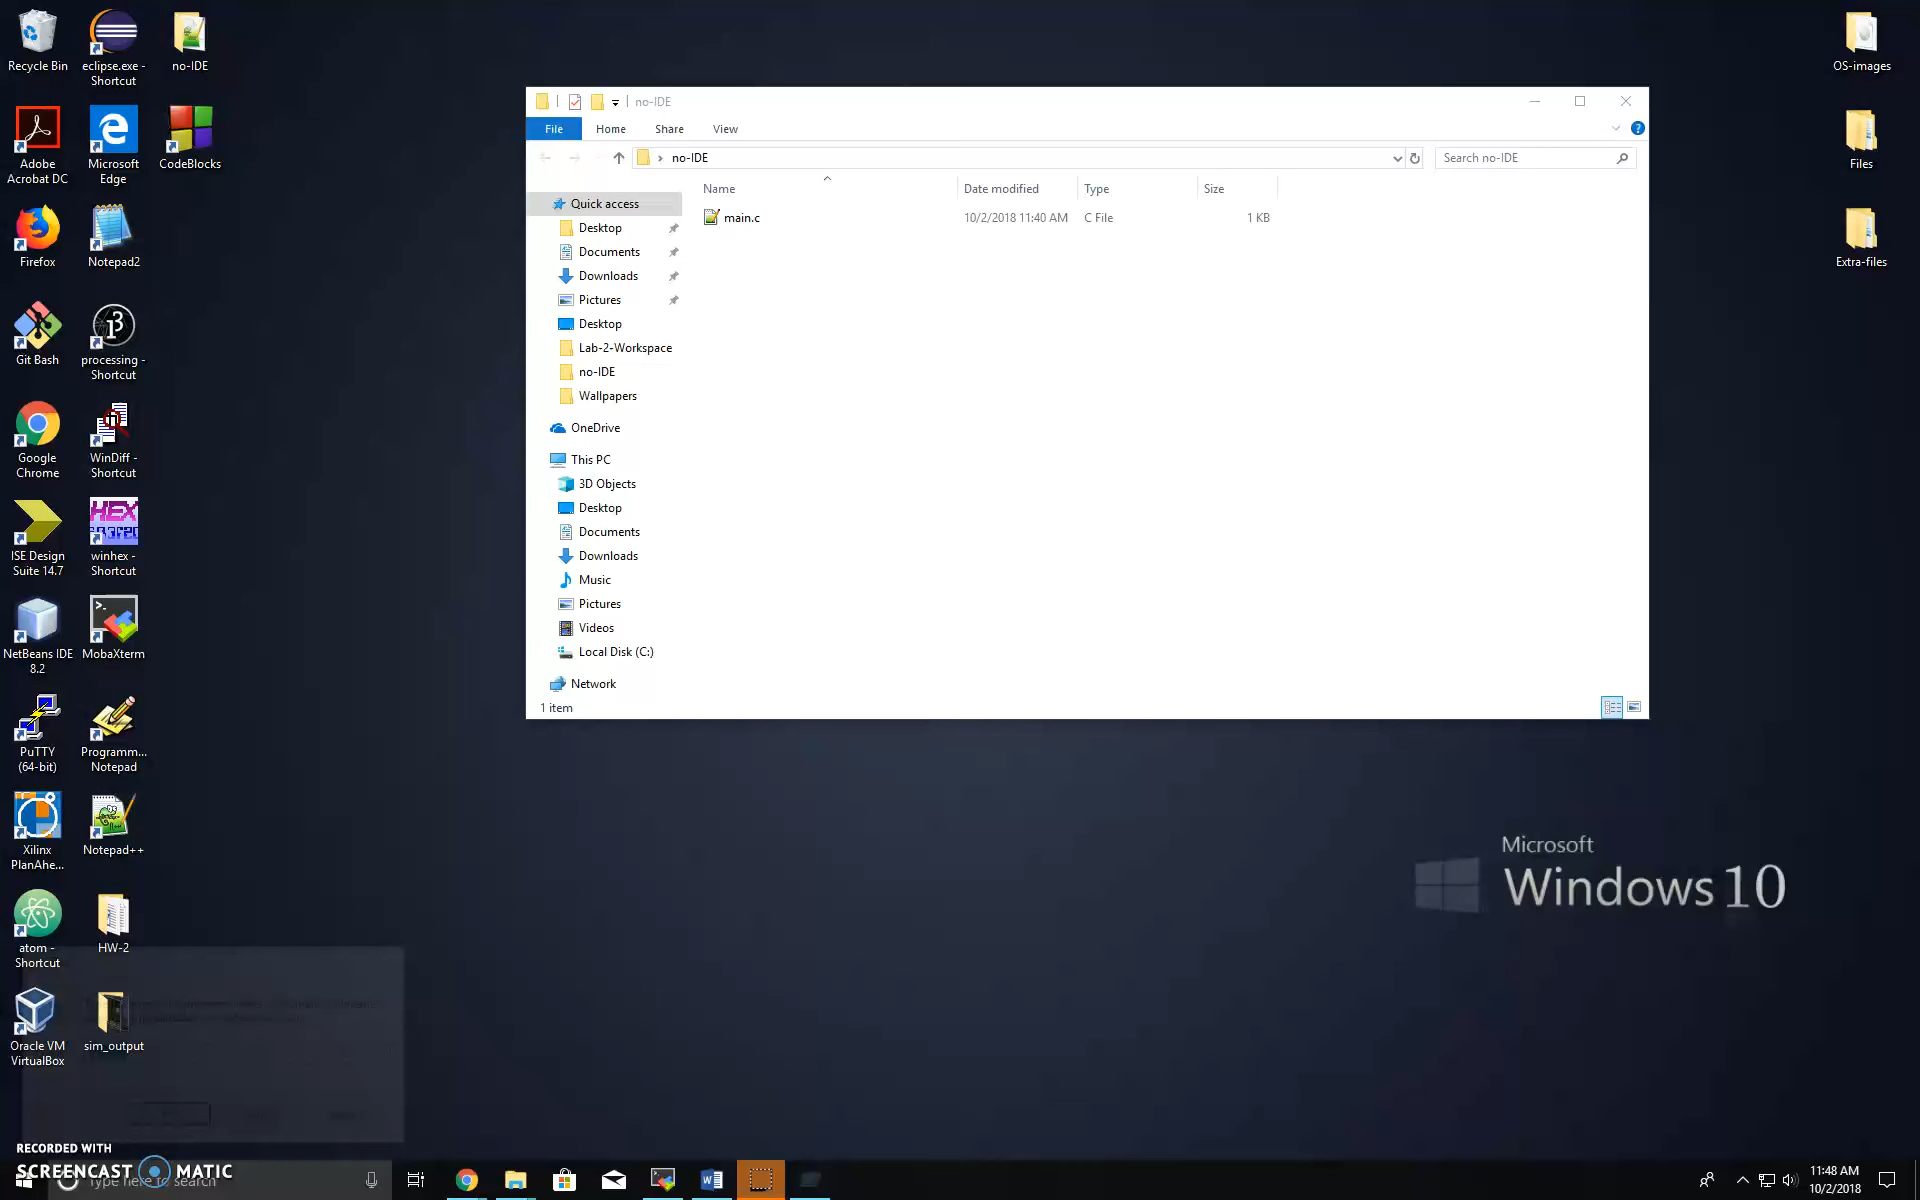 Recycle Bin
eclipse.exe -
Shortcut
no-IDE
OS-images
Adobe
Acrobat DC
Microsoft
Edge
CodeBlocks
Files
Firefox
Notepad2
Extra-files
Git Bash
processing -
Shortcut
Google
Chrome
WinDiff -
Shortcut
ISE Design
Suite 14.7
HEX
winhex -
Shortcut
NetBeans IDE
8.2
MobaXterm
PuTTY
(64-bit)
Programm...
Notepad
Xilinx
PlanAhe...
Notepad++
atom -
Shortcut
HW-2
Oracle VM
VirtualBox
sim_output
no-IDE
File
Home
Share
View
no-IDE
Search no-IDE
Name
Date modified
Type
Size
main.c
10/2/2018 11:40 AM
C File
1 KB
Quick access
Desktop
Documents
Downloads
Pictures
Desktop
Lab-2-Workspace
no-IDE
Wallpapers
OneDrive
This PC
3D Objects
Desktop
Documents
Downloads
Music
Pictures
Videos
Local Disk (C:)
Network
1 item
Microsoft
Windows 10
RECORDED WITH
SCREENCAST MATIC
Type here to search
11:48 AM
10/2/2018